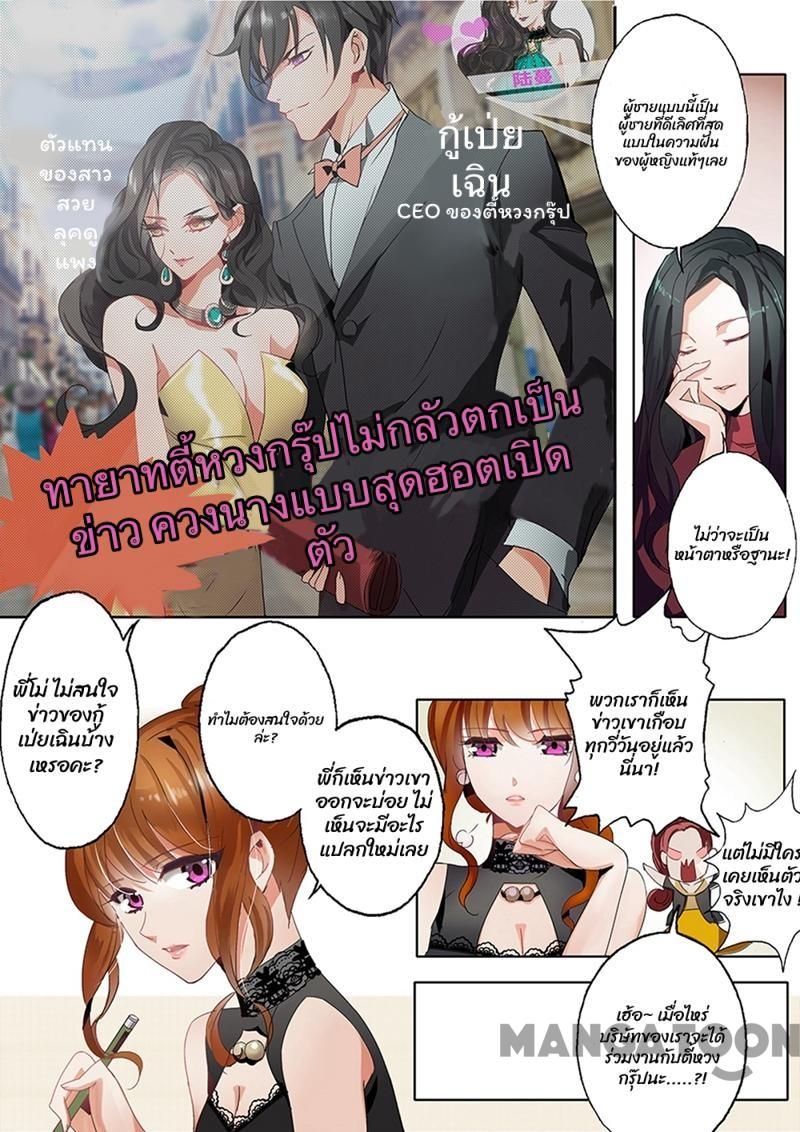 陆蔓
กู้เป่ย
เฉิน
CEO ของตี้หวงกรุ๊ป
ตัวแทน
ของสาว
สวย
ลุคดู
แพง
ทายาทตี้หวงกรุ๊ปไม่กลัวตกเป็น
ข่าว ควงนางแบบสุดฮอตเปิด
ตัว
ผู้ชายแบบนี้เป็น
ผู้ชายที่ดีเลิศที่สุด
แบบในความฝัน
ของผู้หญิงแท้ๆเลย
ไม่ว่าจะเป็น
หน้าตาหรือฐานะ!
พี่โม่ ไม่สนใจ
ข่าวของกู้
เป่ยเฉินบ้าง
เหรอคะ?
ทำไมต้องสนใจด้วย
ล่ะ?
พี่ก็เห็นข่าวเขา
ออกจะบ่อย ไม่
เห็นจะมีอะไร
แปลกใหม่เลย
พวกเราก็เห็น
ข่าวเขาเกือบ
ทุกวี่วันอยู่แล้ว
นี่นา!
แต่ไม่มีใคร
เคยเห็นตัว
จริงเขาไง !
เฮ้อ~ เมื่อไหร่
บริษัทของเราจะได้
ร่วมงานกับตี้หวง
กรุ๊ปนะ.....?!
MANGATOON